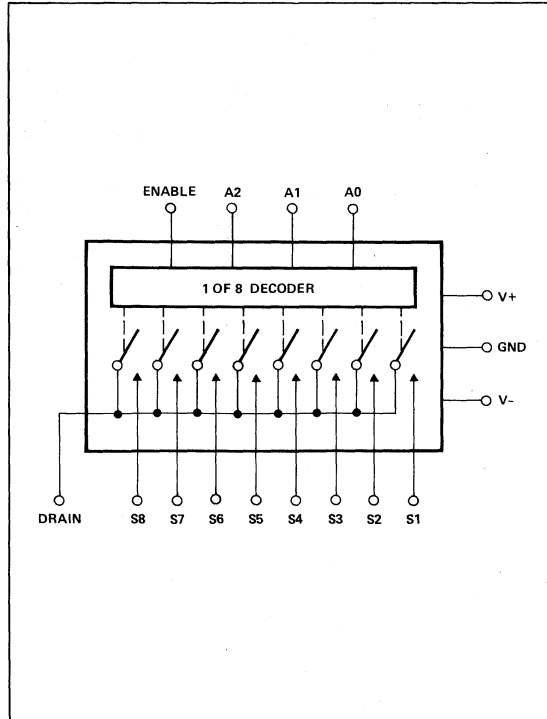 ENABLE A2 A1 A0
1 OF 8 DECODER
V+
GND
V-
DRAIN S8 S7 S6 S5 S4 S3 S2 S1